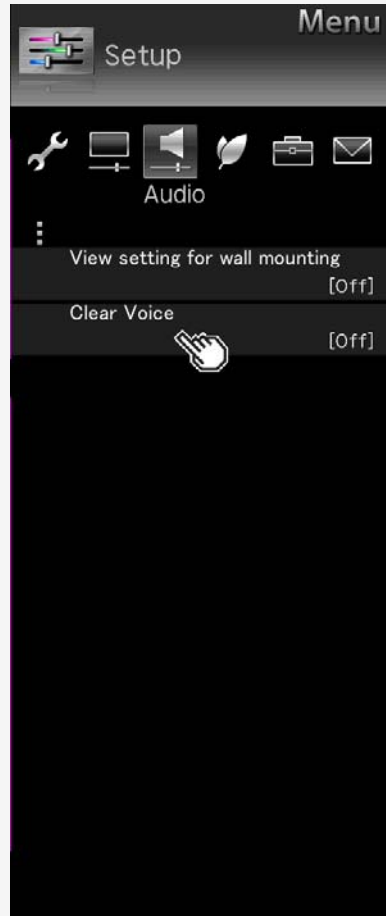 Menu
Setup
Audio
View setting for wall mounting
[Off]
Clear Voice
[Off]